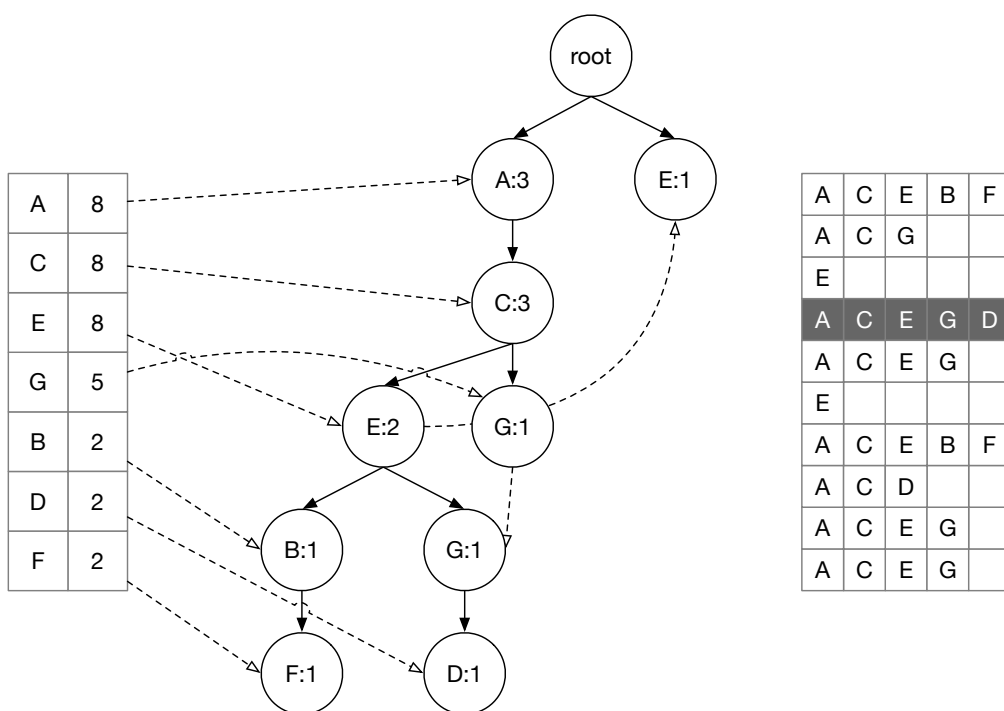 root
A:3
E:1
C:3
E:2
G:1
B:1
G:1
F:1
D:1
A 8
C 8
E 8
G 5
B 2
D 2
F 2
A C E B F
A C G
E
A C E G D
A C E G
E
A C E B F
A C D
A C E G
A C E G